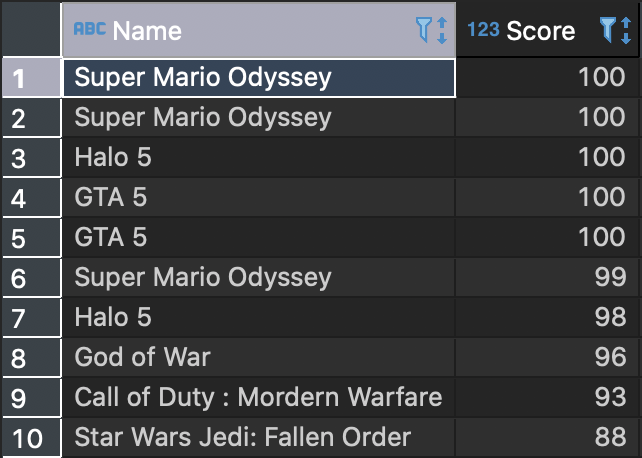 ABC Name 123 Score
1 Super Mario Odyssey 100
2 Super Mario Odyssey 100
3 Halo 5 100
4 GTA 5 100
5 GTA 5 100
6 Super Mario Odyssey 99
7 Halo 5 98
8 God of War 96
9 Call of Duty : Mordern Warfare 93
10 Star Wars Jedi: Fallen Order 88